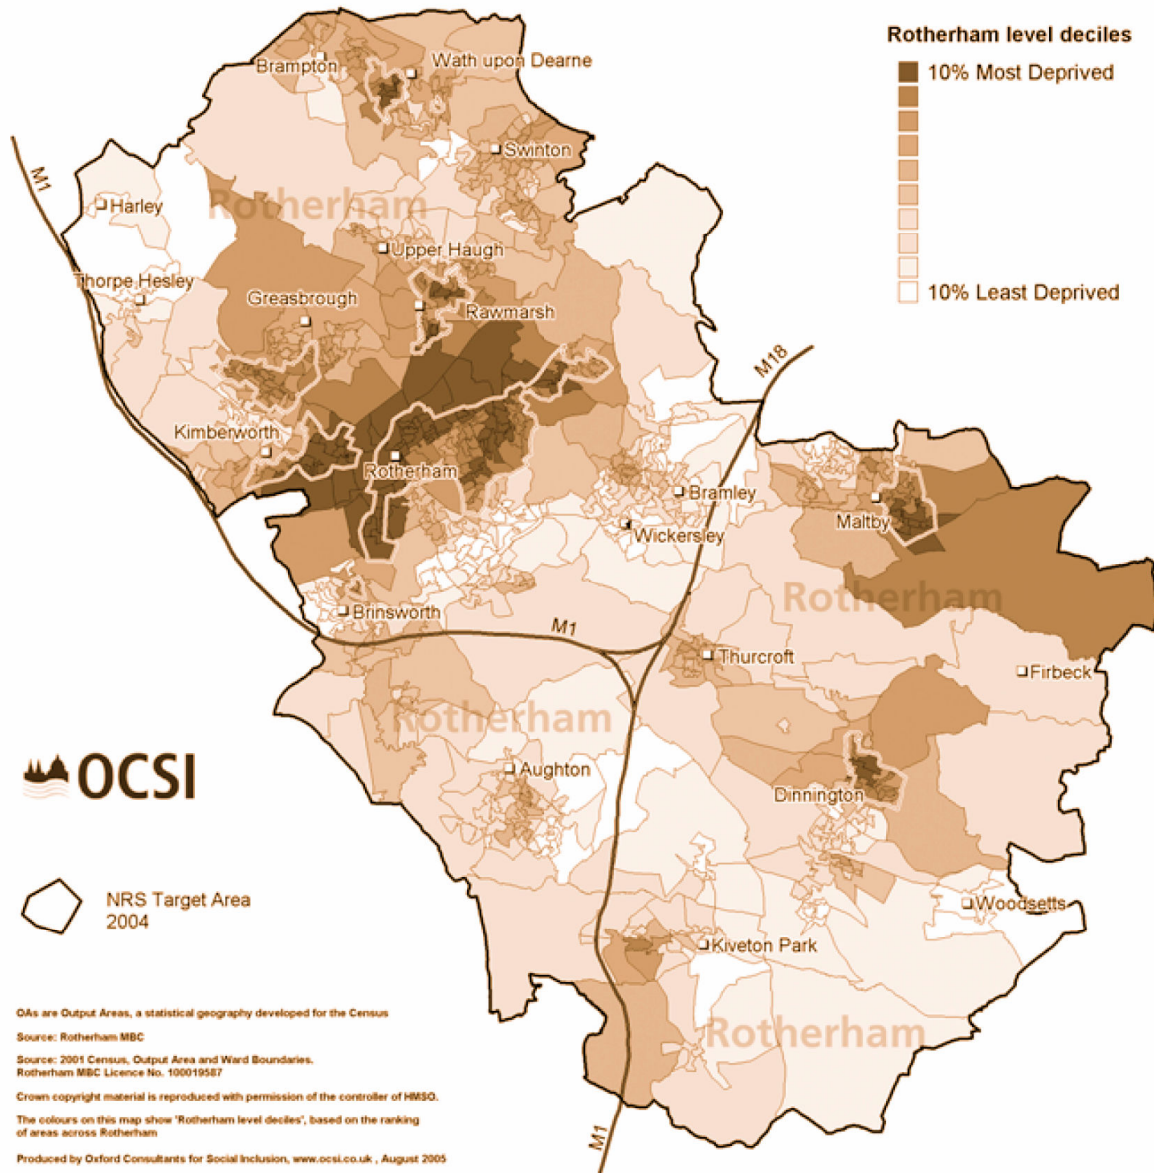 Rotherham level deciles
10% Most Deprived
10% Least Deprived
Brampton
Wath upon Dearne
Swinton
M1
Harley
Rotherham
Upper Haugh
Thorpe Hesley
Greasbrough
Rawmarsh
M18
Kimberworth
Rotherham
Bramley
Maltby
Wickersley
Rotherham
Brinsworth
M1
Thurcroft
Firbeck
Rotherham
OCSI
Aughton
Dinnington
NRS Target Area
2004
Woodsetts
Kiveton Park
Rotherham
M1
OAs are Output Areas, a statistical geography developed for the Census
Source: Rotherham MBC
Source: 2001 Census, Output Area and Ward Boundaries.
Rotherham MBC Licence No. 100019587
Crown copyright material is reproduced with permission of the controller of HMSO.
The colours on this map show 'Rotherham level deciles', based on the ranking
of areas across Rotherham
Produced by Oxford Consultants for Social Inclusion, www.ocsi.co.uk , August 2005